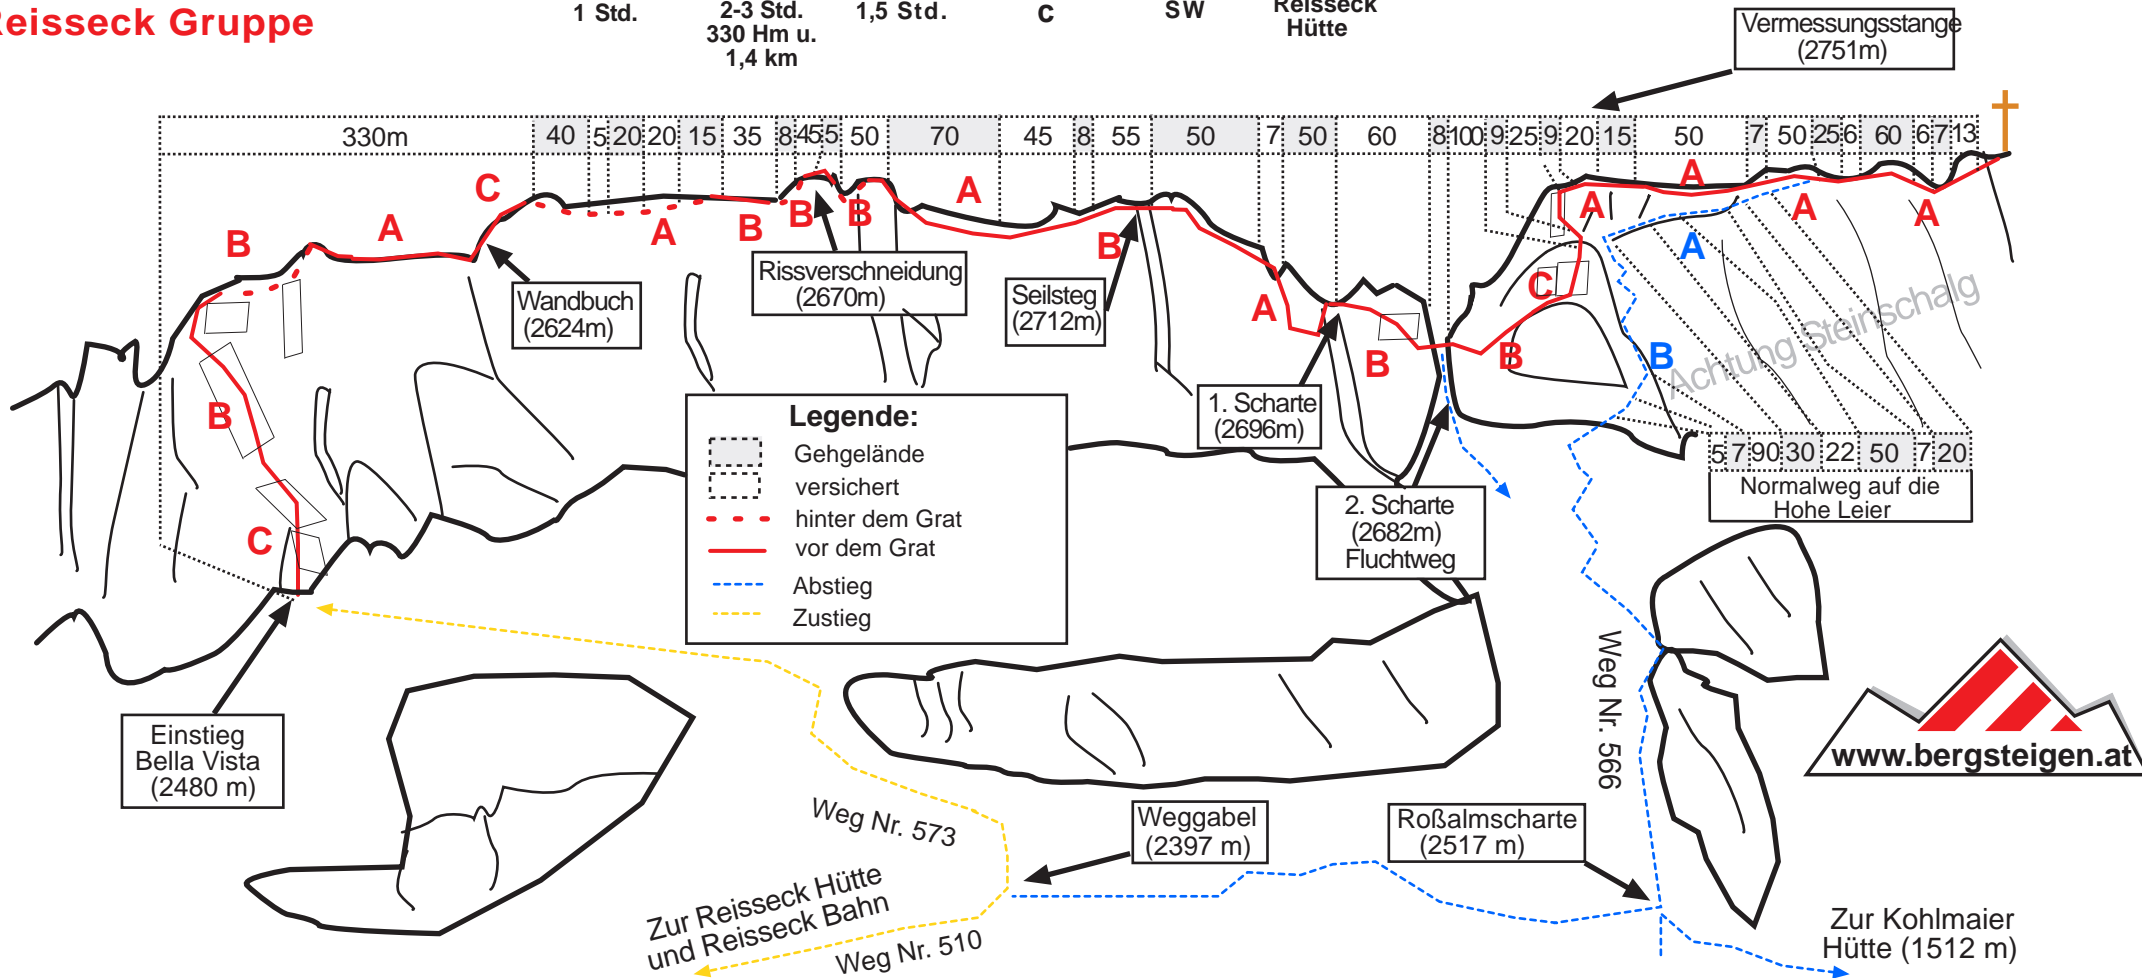 Reisseck Gruppe
1 Std.
2-3 Std.
330 Hm u.
1,4 km
1,5 Std.
C
SW
Reisseck
Hütte
Vermessungsstange
(2751m)
330m 40 5 20 20 15 35 8 45 5 50 70 45 8 55 50 7 50 60 8 100 9 25 9 20 15 50 7 50 25 6 60 6 7 13
C
A
A
B
A
B
B
B
A
B
A
A
A
A
Wandbuch
(2624m)
Rissverschneidung
(2670m)
Seilsteg
(2712m)
B
A
C
B
B
B
Achtung Steinschalg
B
C
1. Scharte
(2696m)
Legende:
Gehgelände
versichert
hinter dem Grat
vor dem Grat
Abstieg
Zustieg
2. Scharte
(2682m)
Fluchtweg
5 7 90 30 22 50 7 20
Normalweg auf die
Hohe Leier
Einstieg
Bella Vista
(2480 m)
Weg Nr. 566
www.bergsteigen.at
Weg Nr. 573
Weggabel
(2397 m)
Roßalmscharte
(2517 m)
Zur Reisseck Hütte
und Reisseck Bahn
Weg Nr. 510
Zur Kohlmaier
Hütte (1512 m)